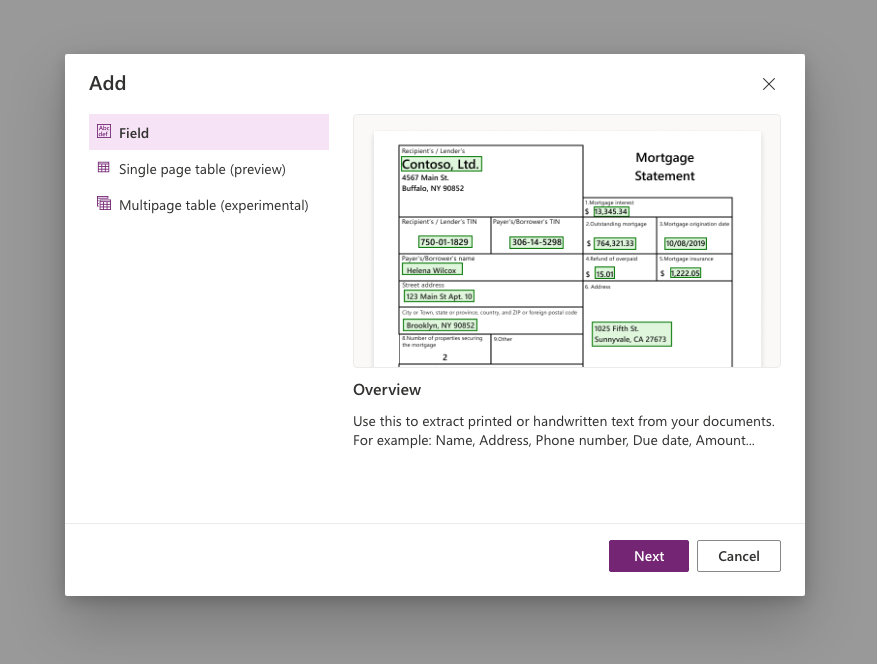 Add
Abc
def
Field
Single page table (preview)
Multipage table (experimental)
Recipient's / Lender's
Contoso, Ltd.
4567 Main St.
Buffalo, NY 90852
Mortgage
Statement
1.Mortgage interest
$ 13,345.34
Recipient's / Lender's TIN
750-01-1829
Payer's/Borrower's TIN
306-14-5298
2.Outstanding mortgage
$ 764,321.33
3.Mortgage origination date
10/08/2019
Payer's/Borrower's name
Helena Wilcox
4.Refund of overpaid
$ 15.01
5.Mortgage insurance
$ 1,222.05
Street address
123 Main St Apt. 10
6. Address
City or Town, state or province, country, and ZIP or foreign postal code
Brooklyn, NY 90852
1025 Fifth St.
Sunnyvale, CA 27673
8.Number of properties securing
the mortgage
2
9.Other
Overview
Use this to extract printed or handwritten text from your documents.
For example: Name, Address, Phone number, Due date, Amount...
Next
Cancel